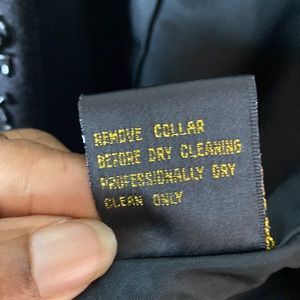 REMOVE COLLAR
BEFORE DRY CLEANING
PROFESSIONALLY DRY
CLEAN ONLY